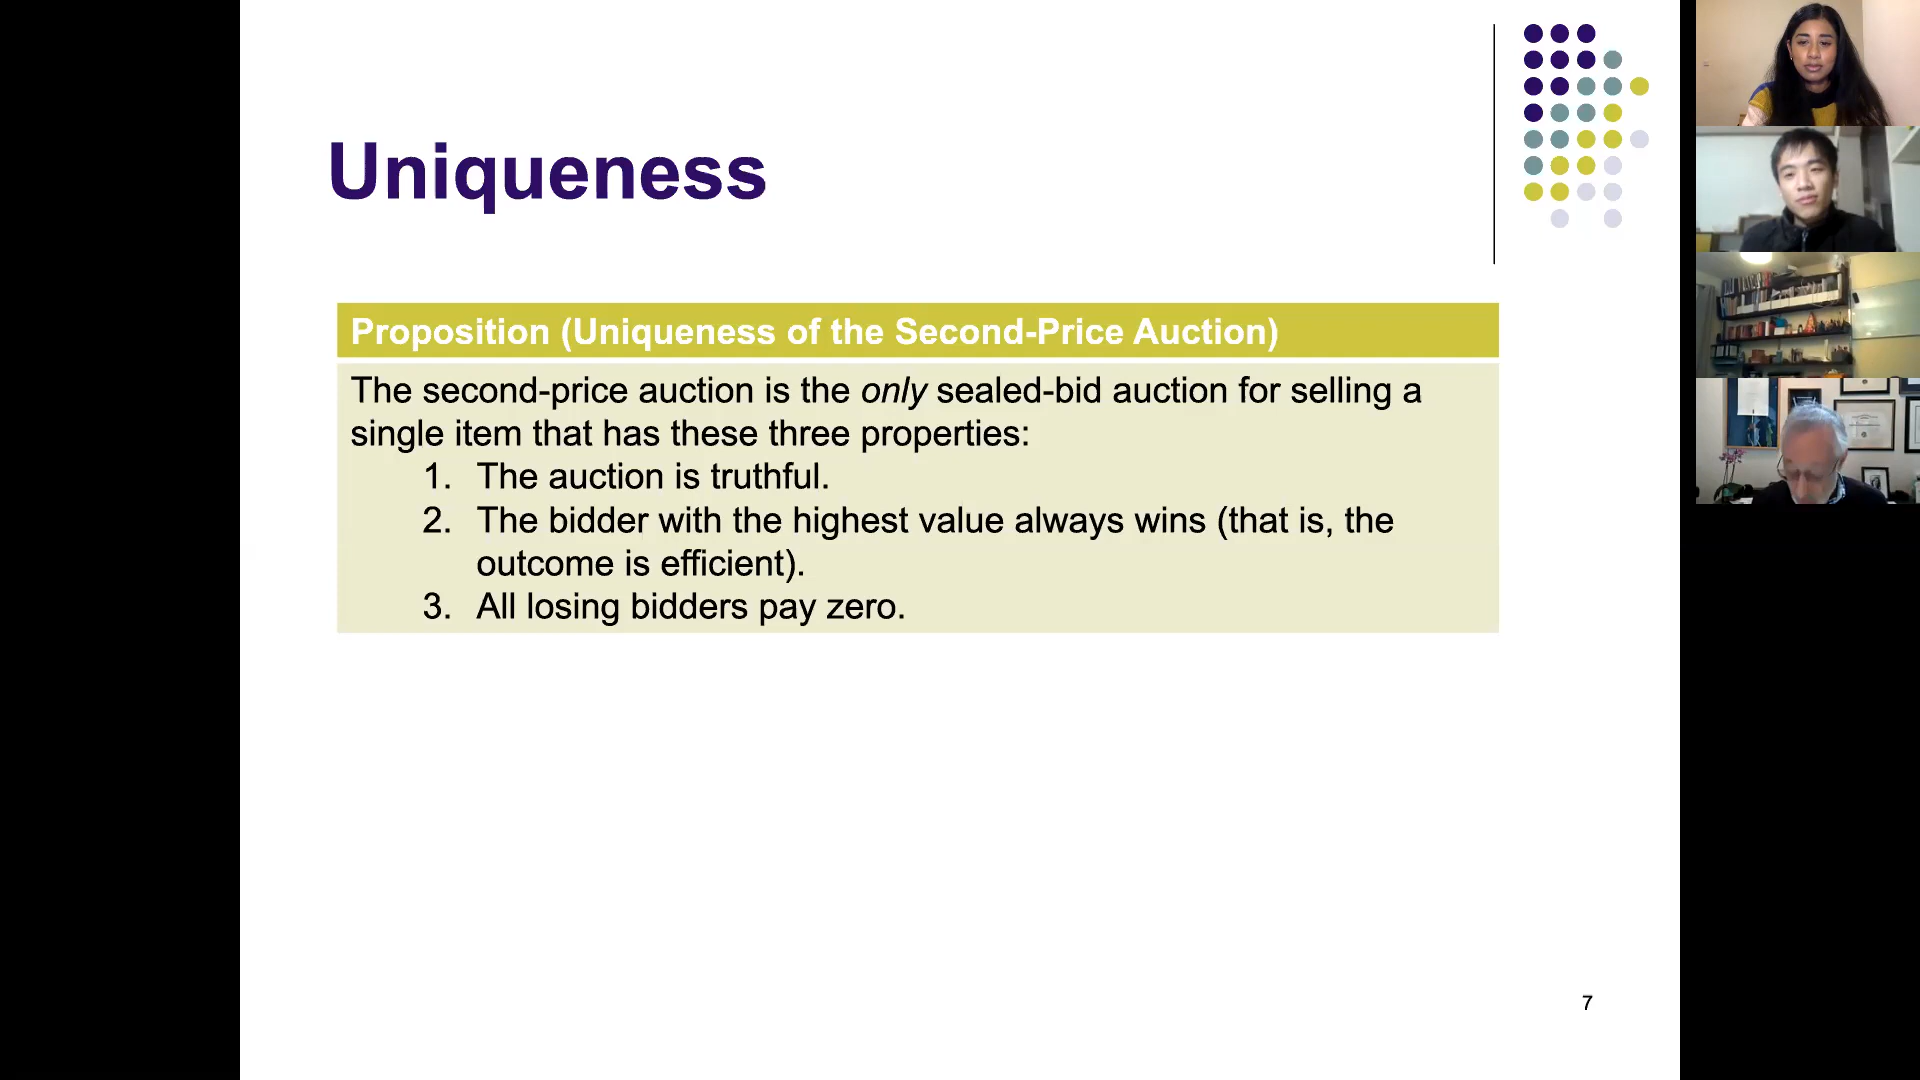 Uniqueness
Proposition (Uniqueness of the Second-Price Auction)
The second-price auction is the only sealed-bid auction for selling a
single item that has these three properties:
1. The auction is truthful.
2. The bidder with the highest value always wins (that is, the
outcome is efficient).
3. All losing bidders pay zero.
7